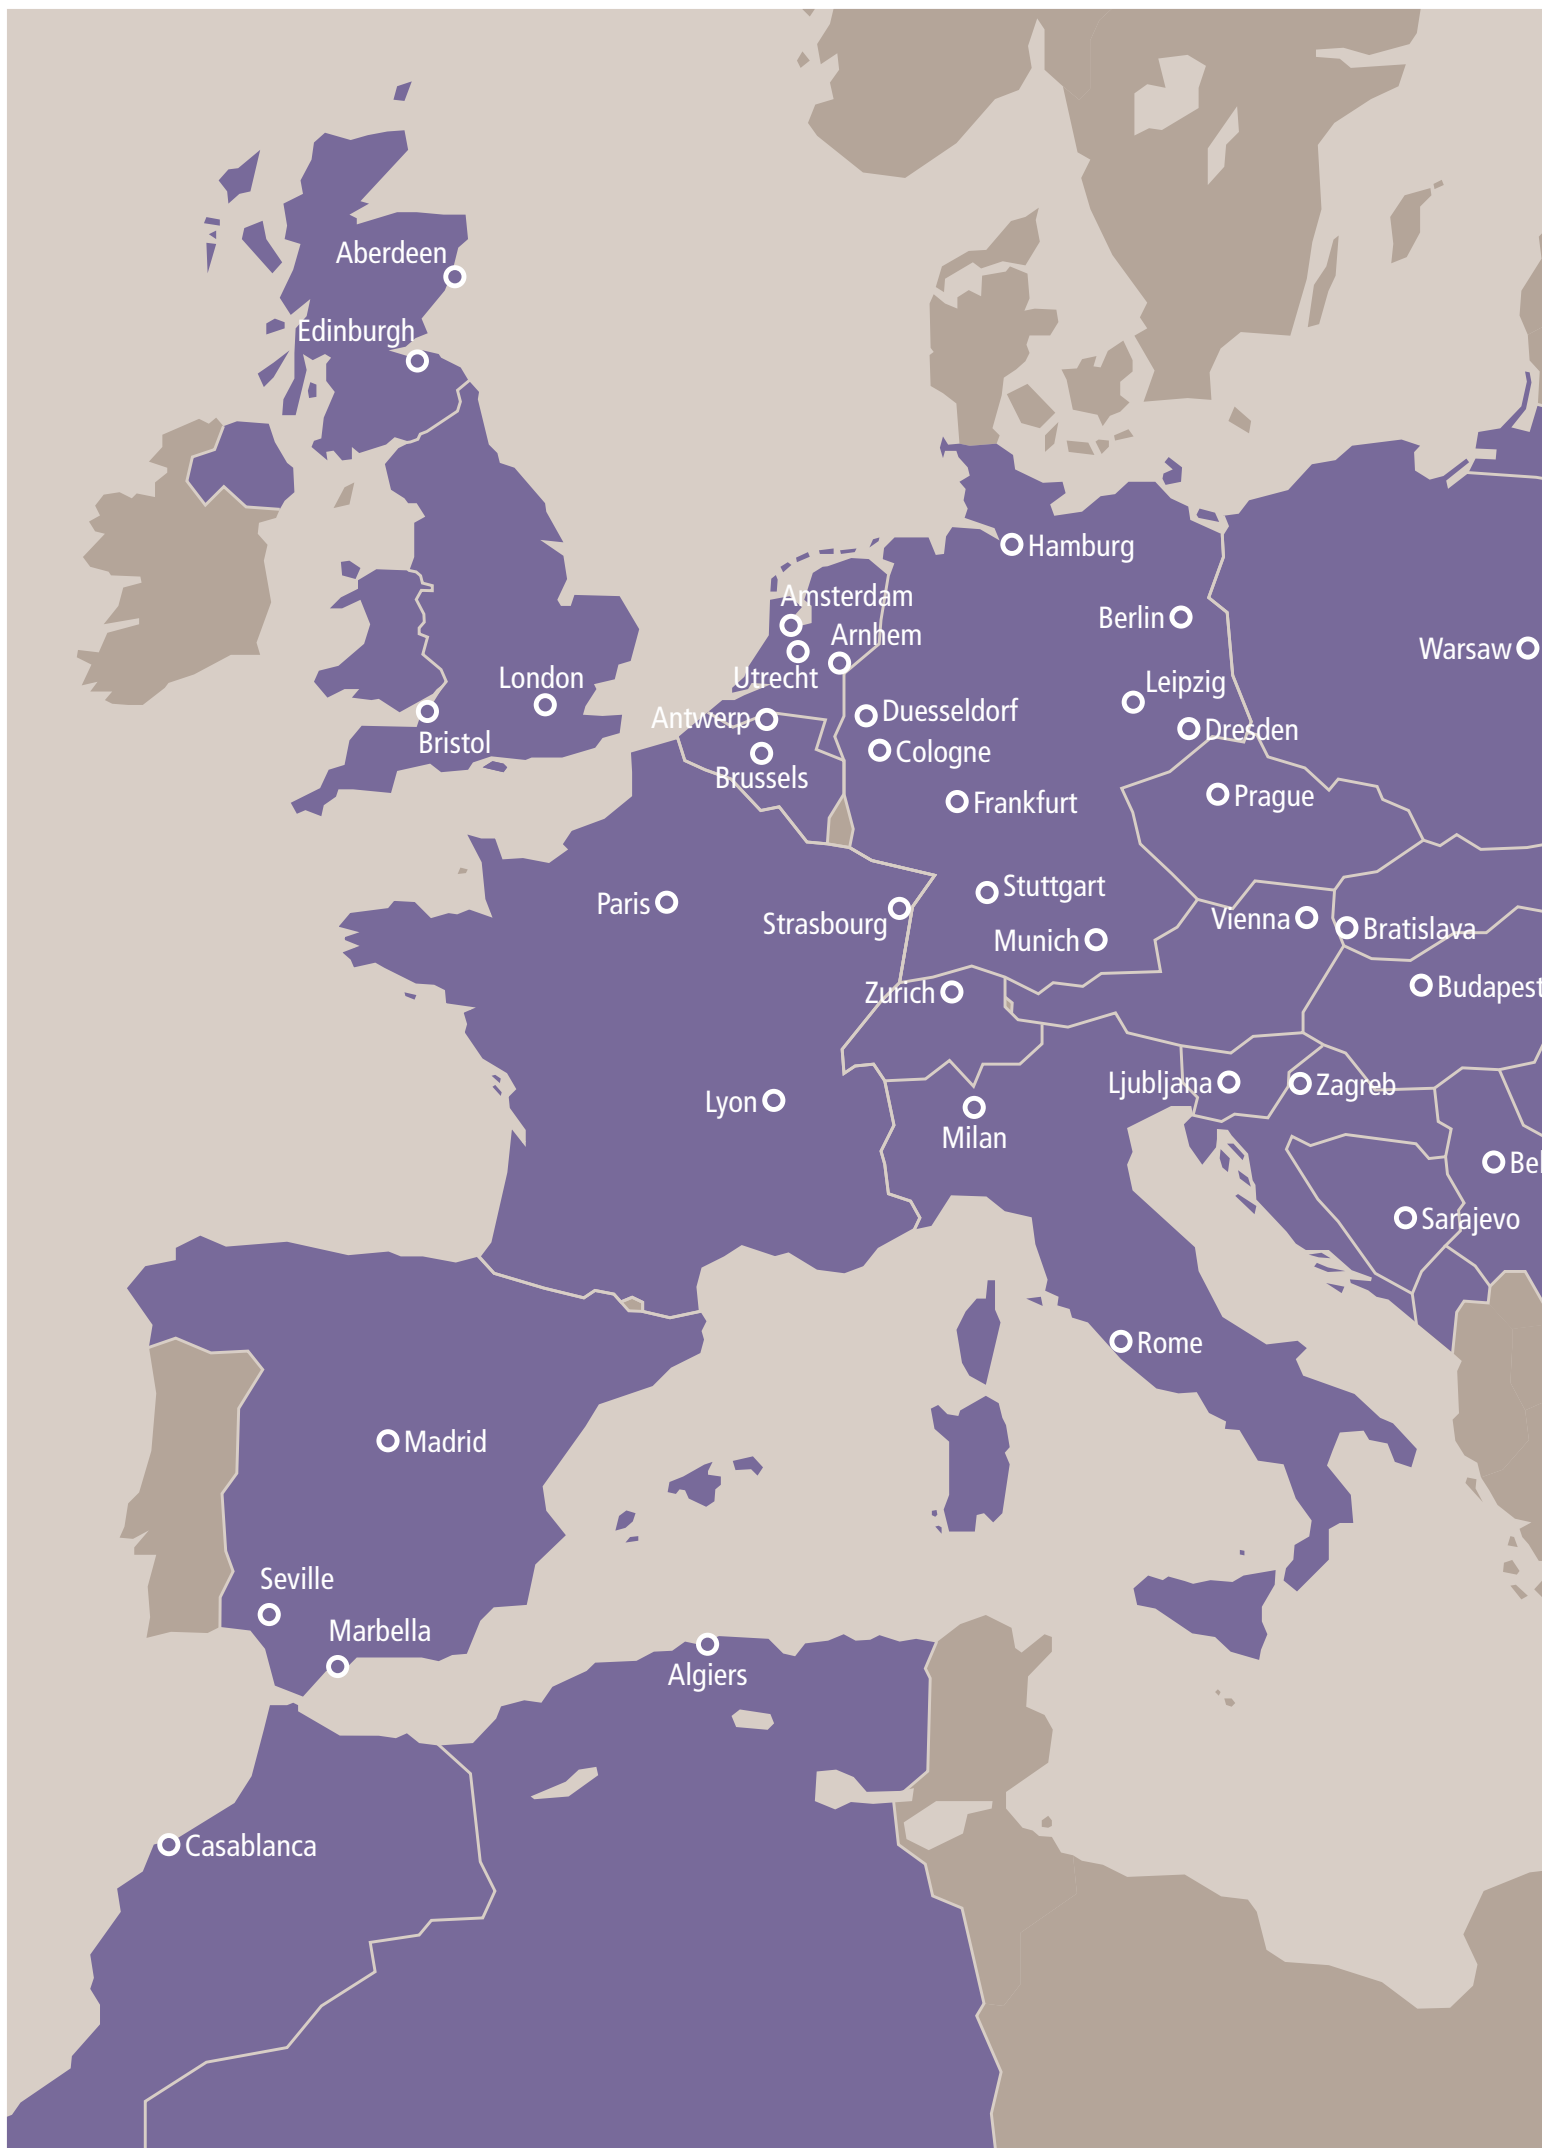 Aberdeen
Edinburgh
Hamburg
Amsterdam
Berlin
Arnhem
Warsaw
Utrecht
London
Leipzig
Duesseldorf
Antwerp
Dresden
Bristol
Cologne
Brussels
Prague
Frankfurt
Stuttgart
Paris
Strasbourg
Vienna
Bratislava
Munich
Zurich
Budapest
Ljubljana
Zagreb
Lyon
Milan
Bel
Sarajevo
Rome
Madrid
Seville
Marbella
Algiers
Casablanca